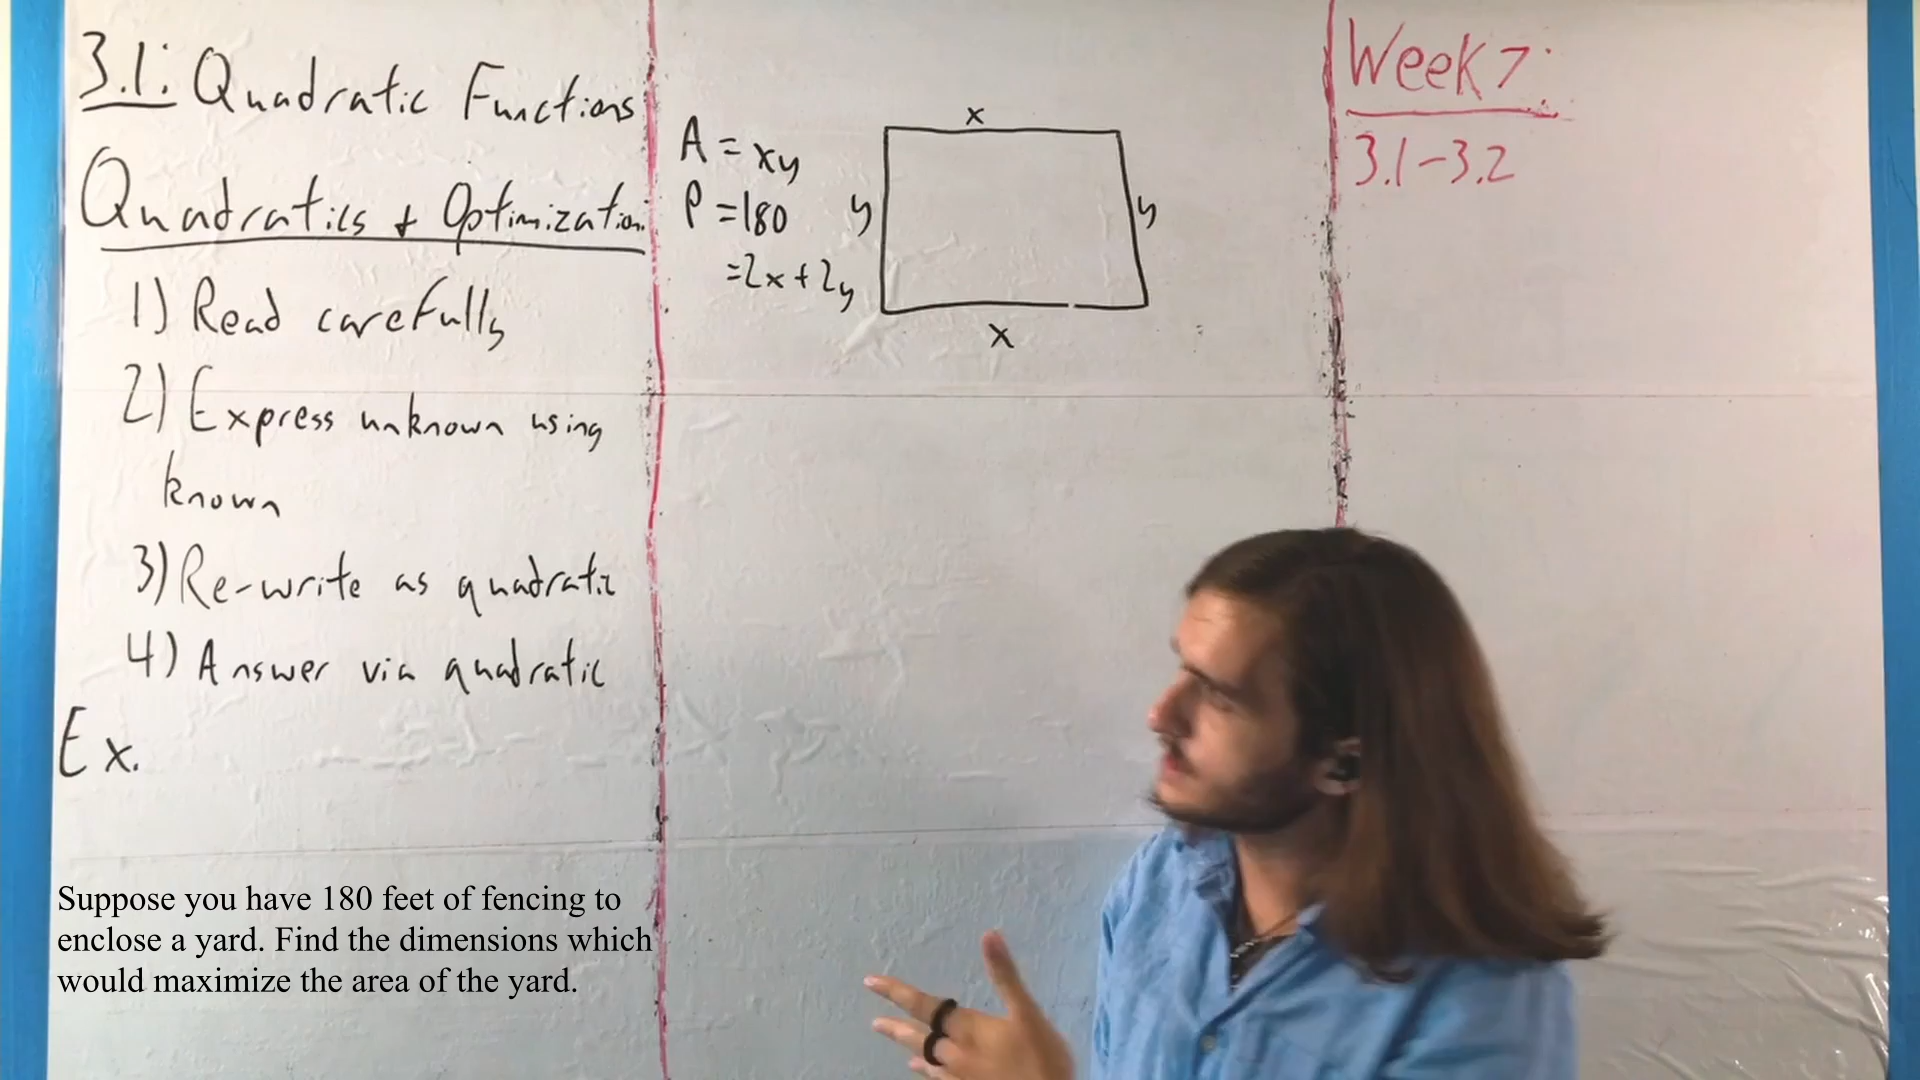 3.1: Quadratic Functions
Quadratics + Optimization
1) Read carefully
2) Express unknown using
known
3) Re-write as quadratic
4) Answer via quadratic
Ex.
Suppose you have 180 feet of fencing to
enclose a yard. Find the dimensions which
would maximize the area of the yard.
A = xy
P = 180
= 2x + 2y
x
y
y
x
Week 7:
3.1-3.2